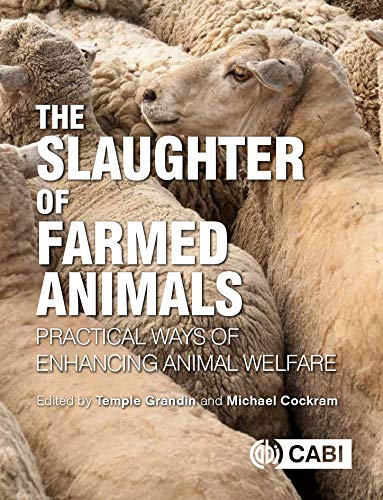 THE
SLAUGHTER
OF
FARMED
ANIMALS
PRACTICAL WAYS OF
ENHANCING ANIMAL WELFARE
Edited by Temple Grandin and Michael Cockram
CABI